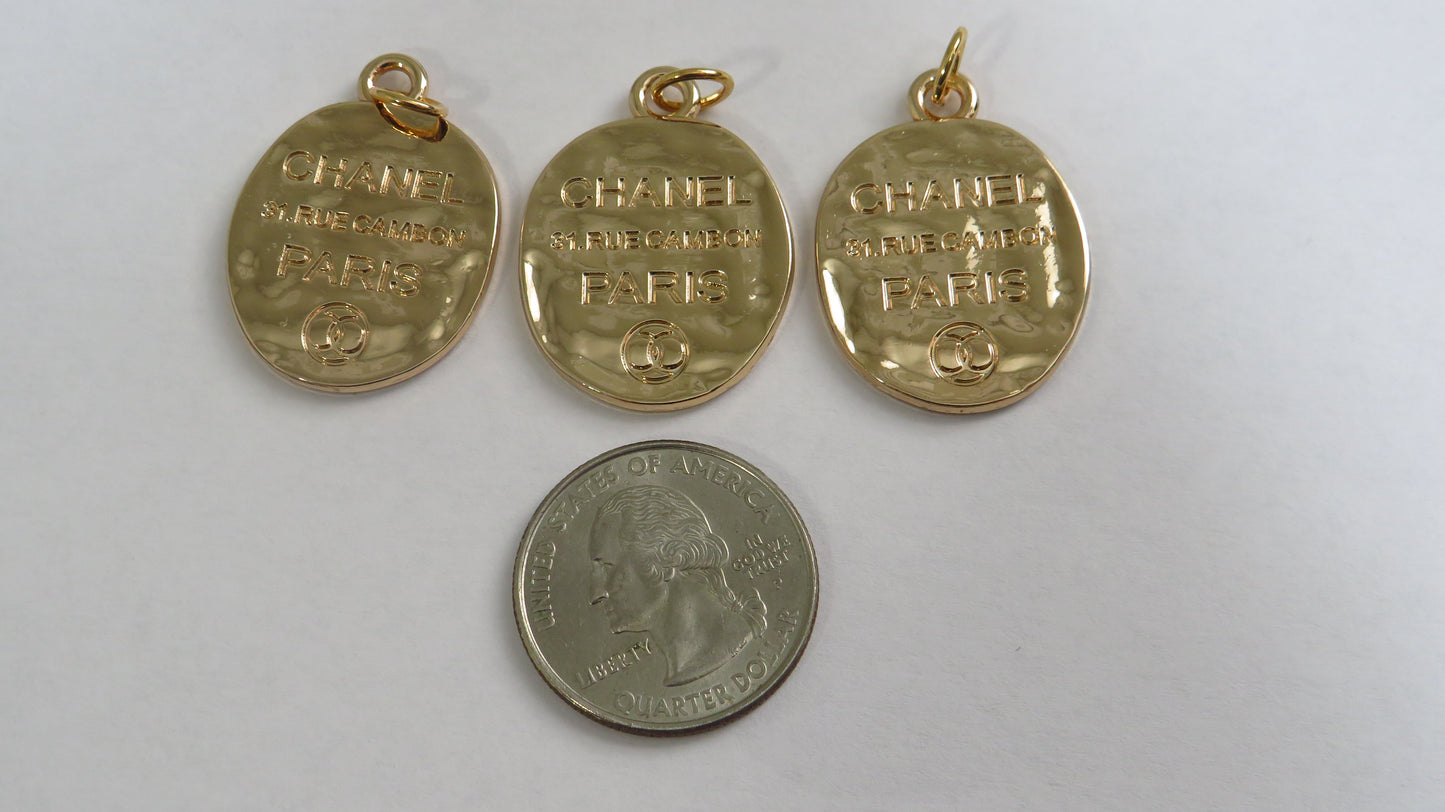 CHANEL
31.RUE CAMBON
PARIS
CHANEL
31.RUE CAMBON
PARIS
CHANEL
31.RUE CAMBON
PARIS
UNITED STATES OF AMERICA
IN
GOD WE
TRUST
LIBERTY
QUARTER DOLLAR